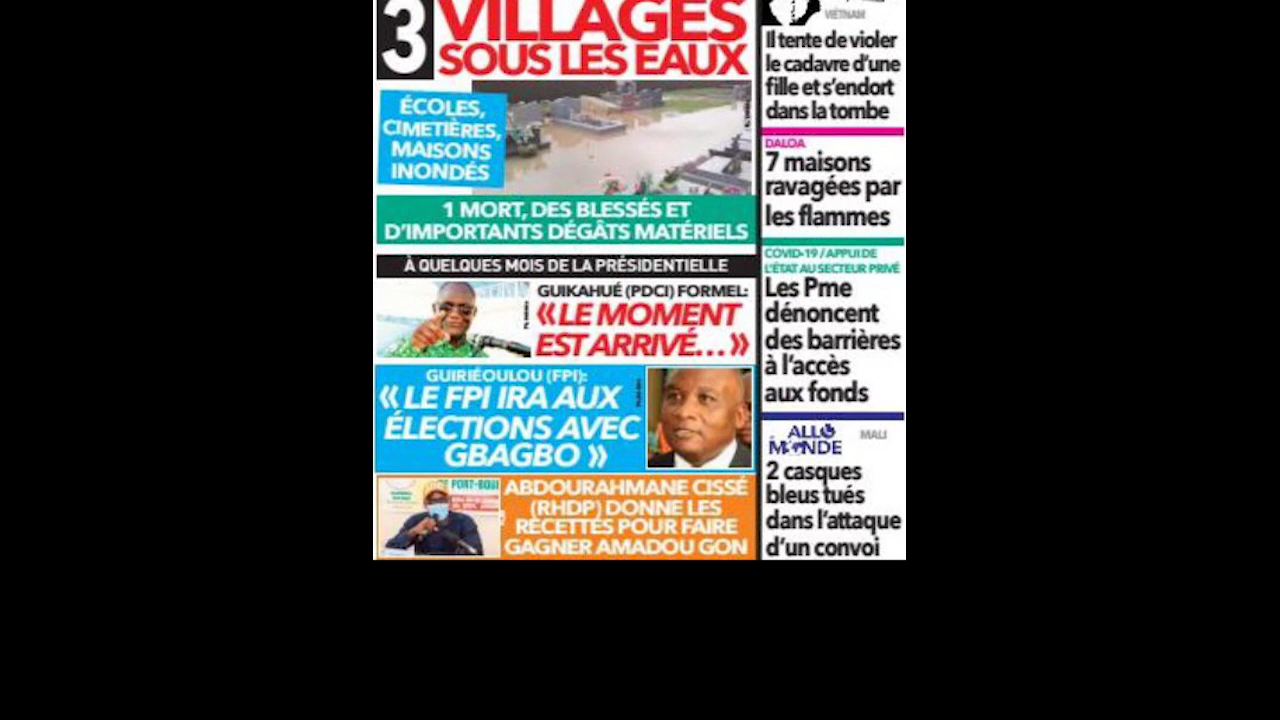 3 VILLAGES
SOUS LES EAUX
ÉCOLES,
CIMETIÈRES,
MAISONS
INONDÉS
1 MORT, DES BLESSÉS ET
D'IMPORTANTS DÉGÂTS MATÉRIELS
À QUELQUES MOIS DE LA PRÉSIDENTIELLE
GUIKAHUÉ (PDCI) FORMEL:
« LE MOMENT
EST ARRIVÉ... »
GUIRIÉOULOU (FPI):
« LE FPI IRA AUX
ÉLECTIONS AVEC
GBAGBO »
PORT-BOUE
ABDOURAHMANE CISSÉ
(RHDP) DONNE LES
RECETTES POUR FAIRE
GAGNER AMADOU GON
VIÉTNAM
Il tente de violer
le cadavre d'une
fille et s'endort
dans la tombe
DALOA
7 maisons
ravagées par
les flammes
COVID-19 / APPUI DE
L'ÉTAT AU SECTEUR PRIVÉ
Les Pme
dénoncent
des barrières
à l'accès
aux fonds
ALLO
MONDE
MALI
2 casques
bleus tués
dans l'attaque
d'un convoi